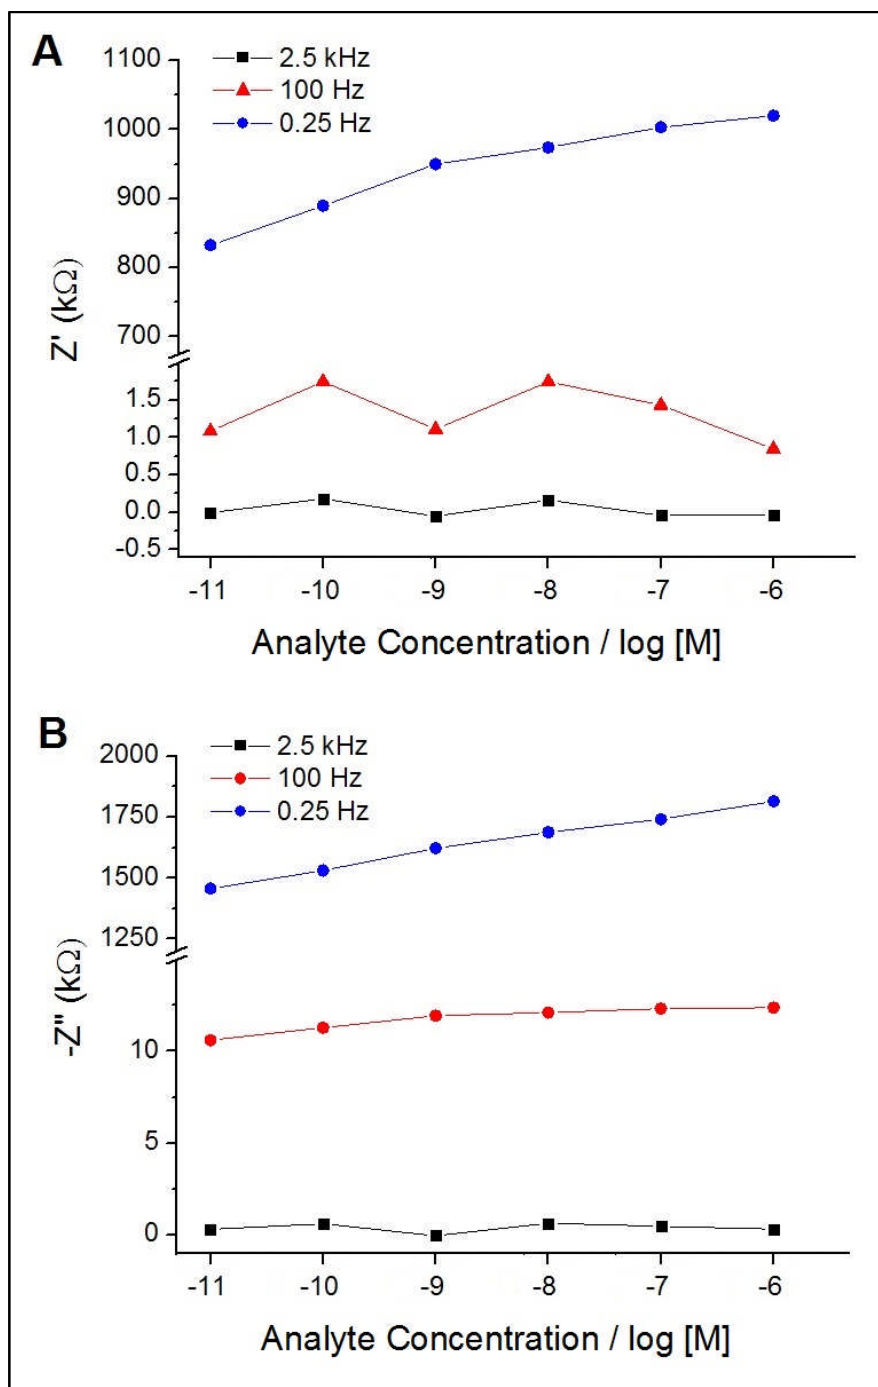 A
2.5 kHz
100 Hz
0.25 Hz
1100
1000
900
800
700
1.5
1.0
0.5
0.0
-0.5
Z' (kΩ)
-11 -10 -9 -8 -7 -6
Analyte Concentration / log [M]
B
2.5 kHz
100 Hz
0.25 Hz
2000
1750
1500
1250
10
5
0
-Z" (kΩ)
-11 -10 -9 -8 -7 -6
Analyte Concentration / log [M]